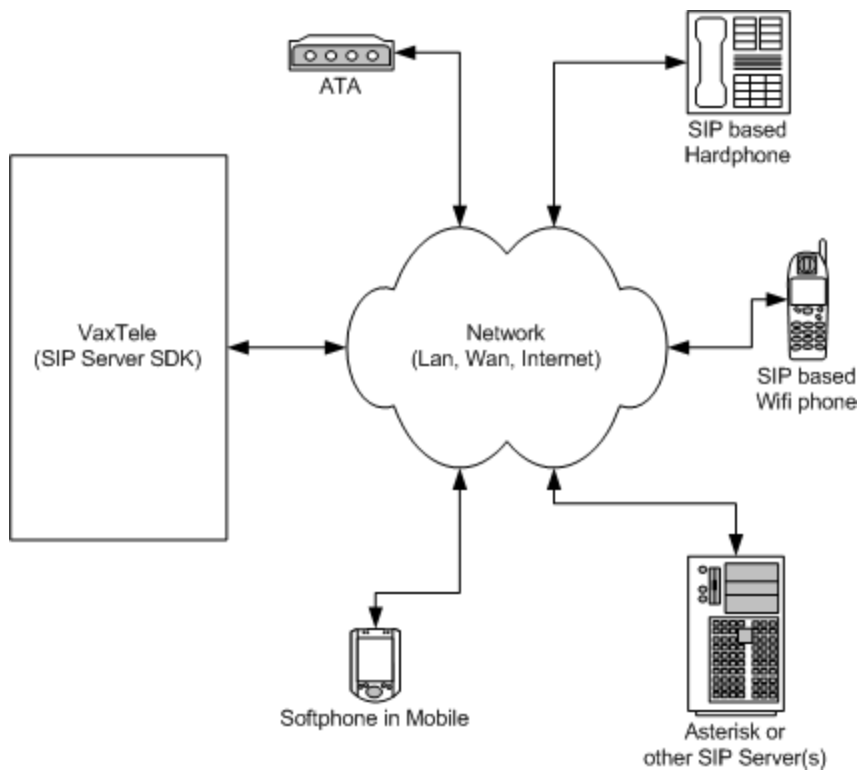 ATA
SIP based
Hardphone
VaxTele
(SIP Server SDK)
Network
(Lan, Wan, Internet)
SIP based
Wifi phone
Softphone in Mobile
Asterisk or
other SIP Server(s)